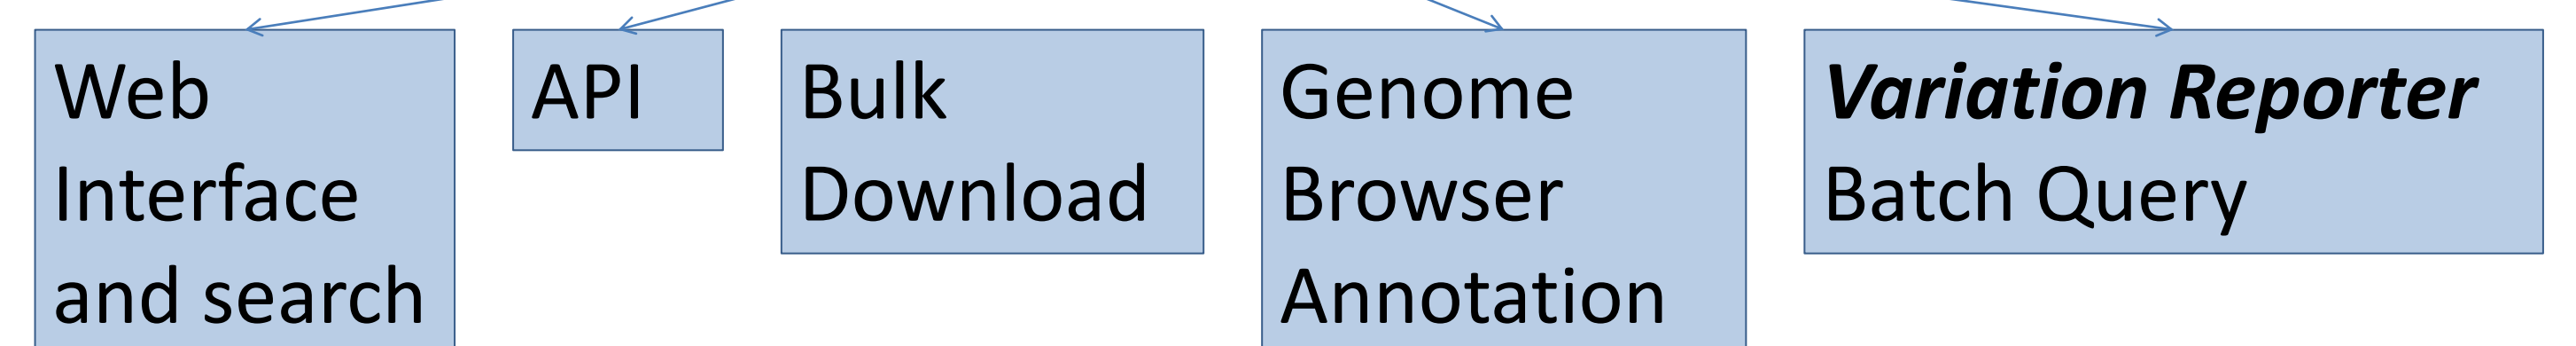 Web
Interface
and search
API
Bulk
Download
Genome
Browser
Annotation
Variation Reporter
Batch Query